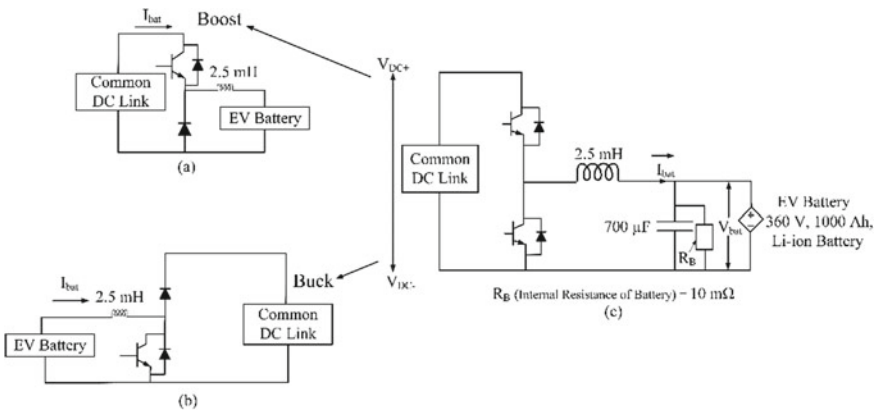 I_bat
Boost
2.5 mH
Common
DC Link
EV Battery
(a)
V_DC+
V_DC-
Buck
I_bat
2.5 mH
EV Battery
Common
DC Link
(b)
Common
DC Link
2.5 mH
I_bat
700 µF
R_B
V_bat
EV Battery
360 V, 1000 Ah,
Li-ion Battery
R_B (Internal Resistance of Battery) - 10 mΩ
(c)